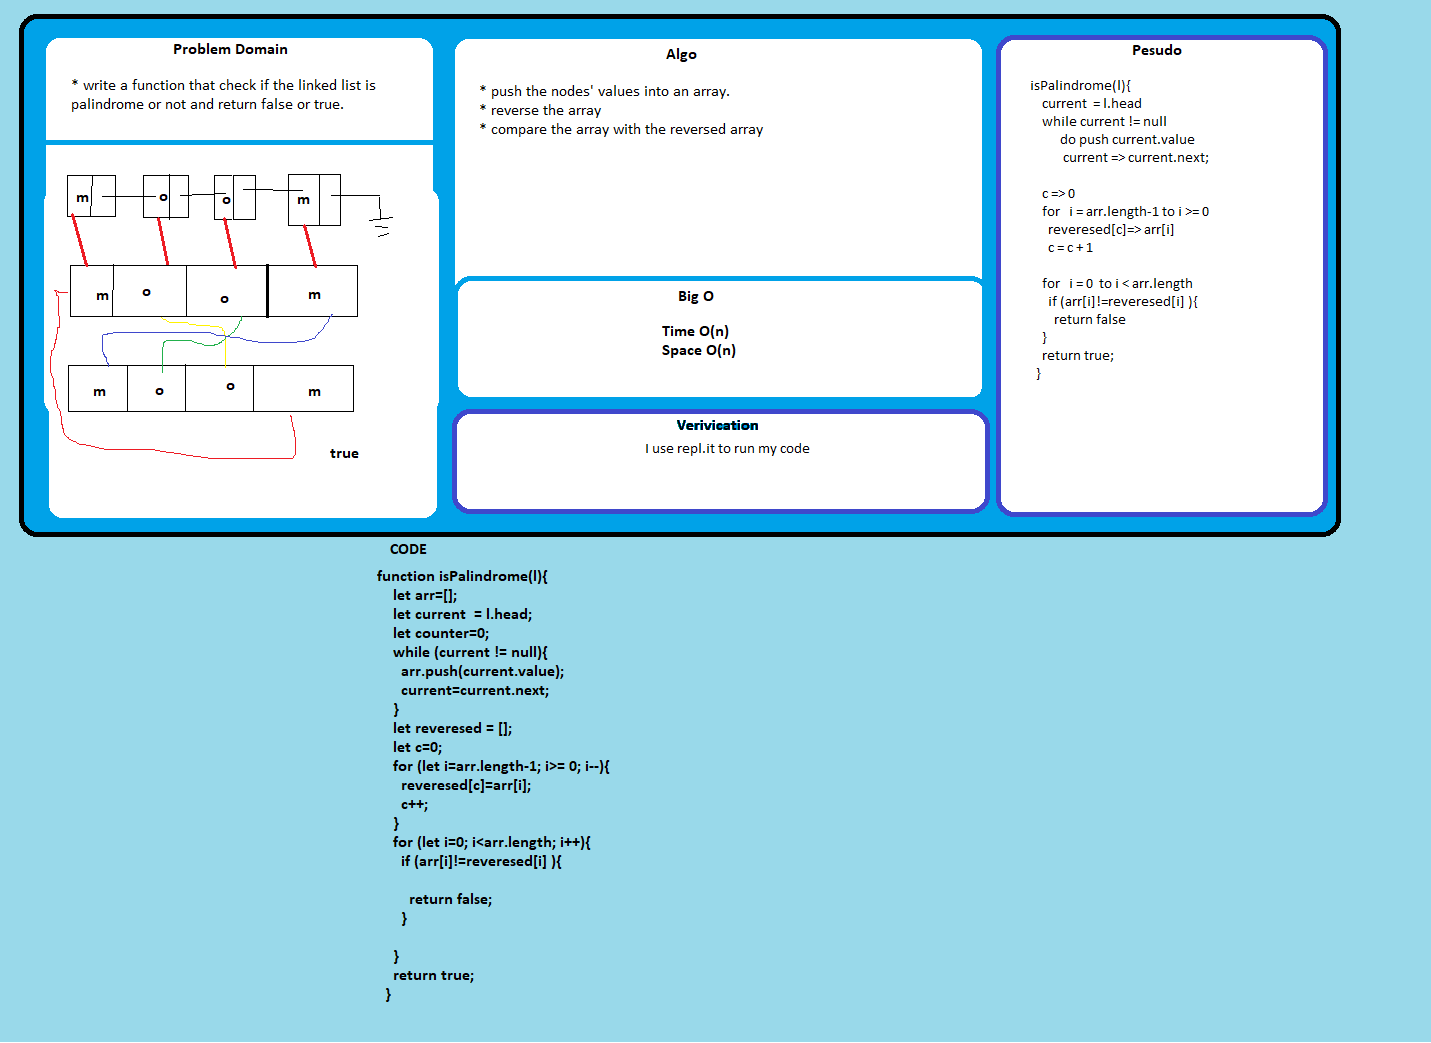 Problem Domain
* write a function that check if the linked list is
palindrome or not and return false or true.
m o o m
m o o m
m o o m
true
Algo
* push the nodes' values into an array.
* reverse the array
* compare the array with the reversed array
Big O
Time O(n)
Space O(n)
Verivication
I use repl.it to run my code
Pesudo
isPalindrome(l){
current = l.head
while current != null
do push current.value
current => current.next;
c => 0
for i = arr.length-1 to i >= 0
reveresed[c]=> arr[i]
c = c + 1
for i = 0 to i < arr.length
if (arr[i]!=reveresed[i] ){
return false
}
return true;
}
CODE
function isPalindrome(l){
let arr=[];
let current = l.head;
let counter=0;
while (current != null){
arr.push(current.value);
current=current.next;
}
let reveresed = [];
let c=0;
for (let i=arr.length-1; i>= 0; i--){
reveresed[c]=arr[i];
c++;
}
for (let i=0; i<arr.length; i++){
if (arr[i]!=reveresed[i] ){
return false;
}
}
return true;
}